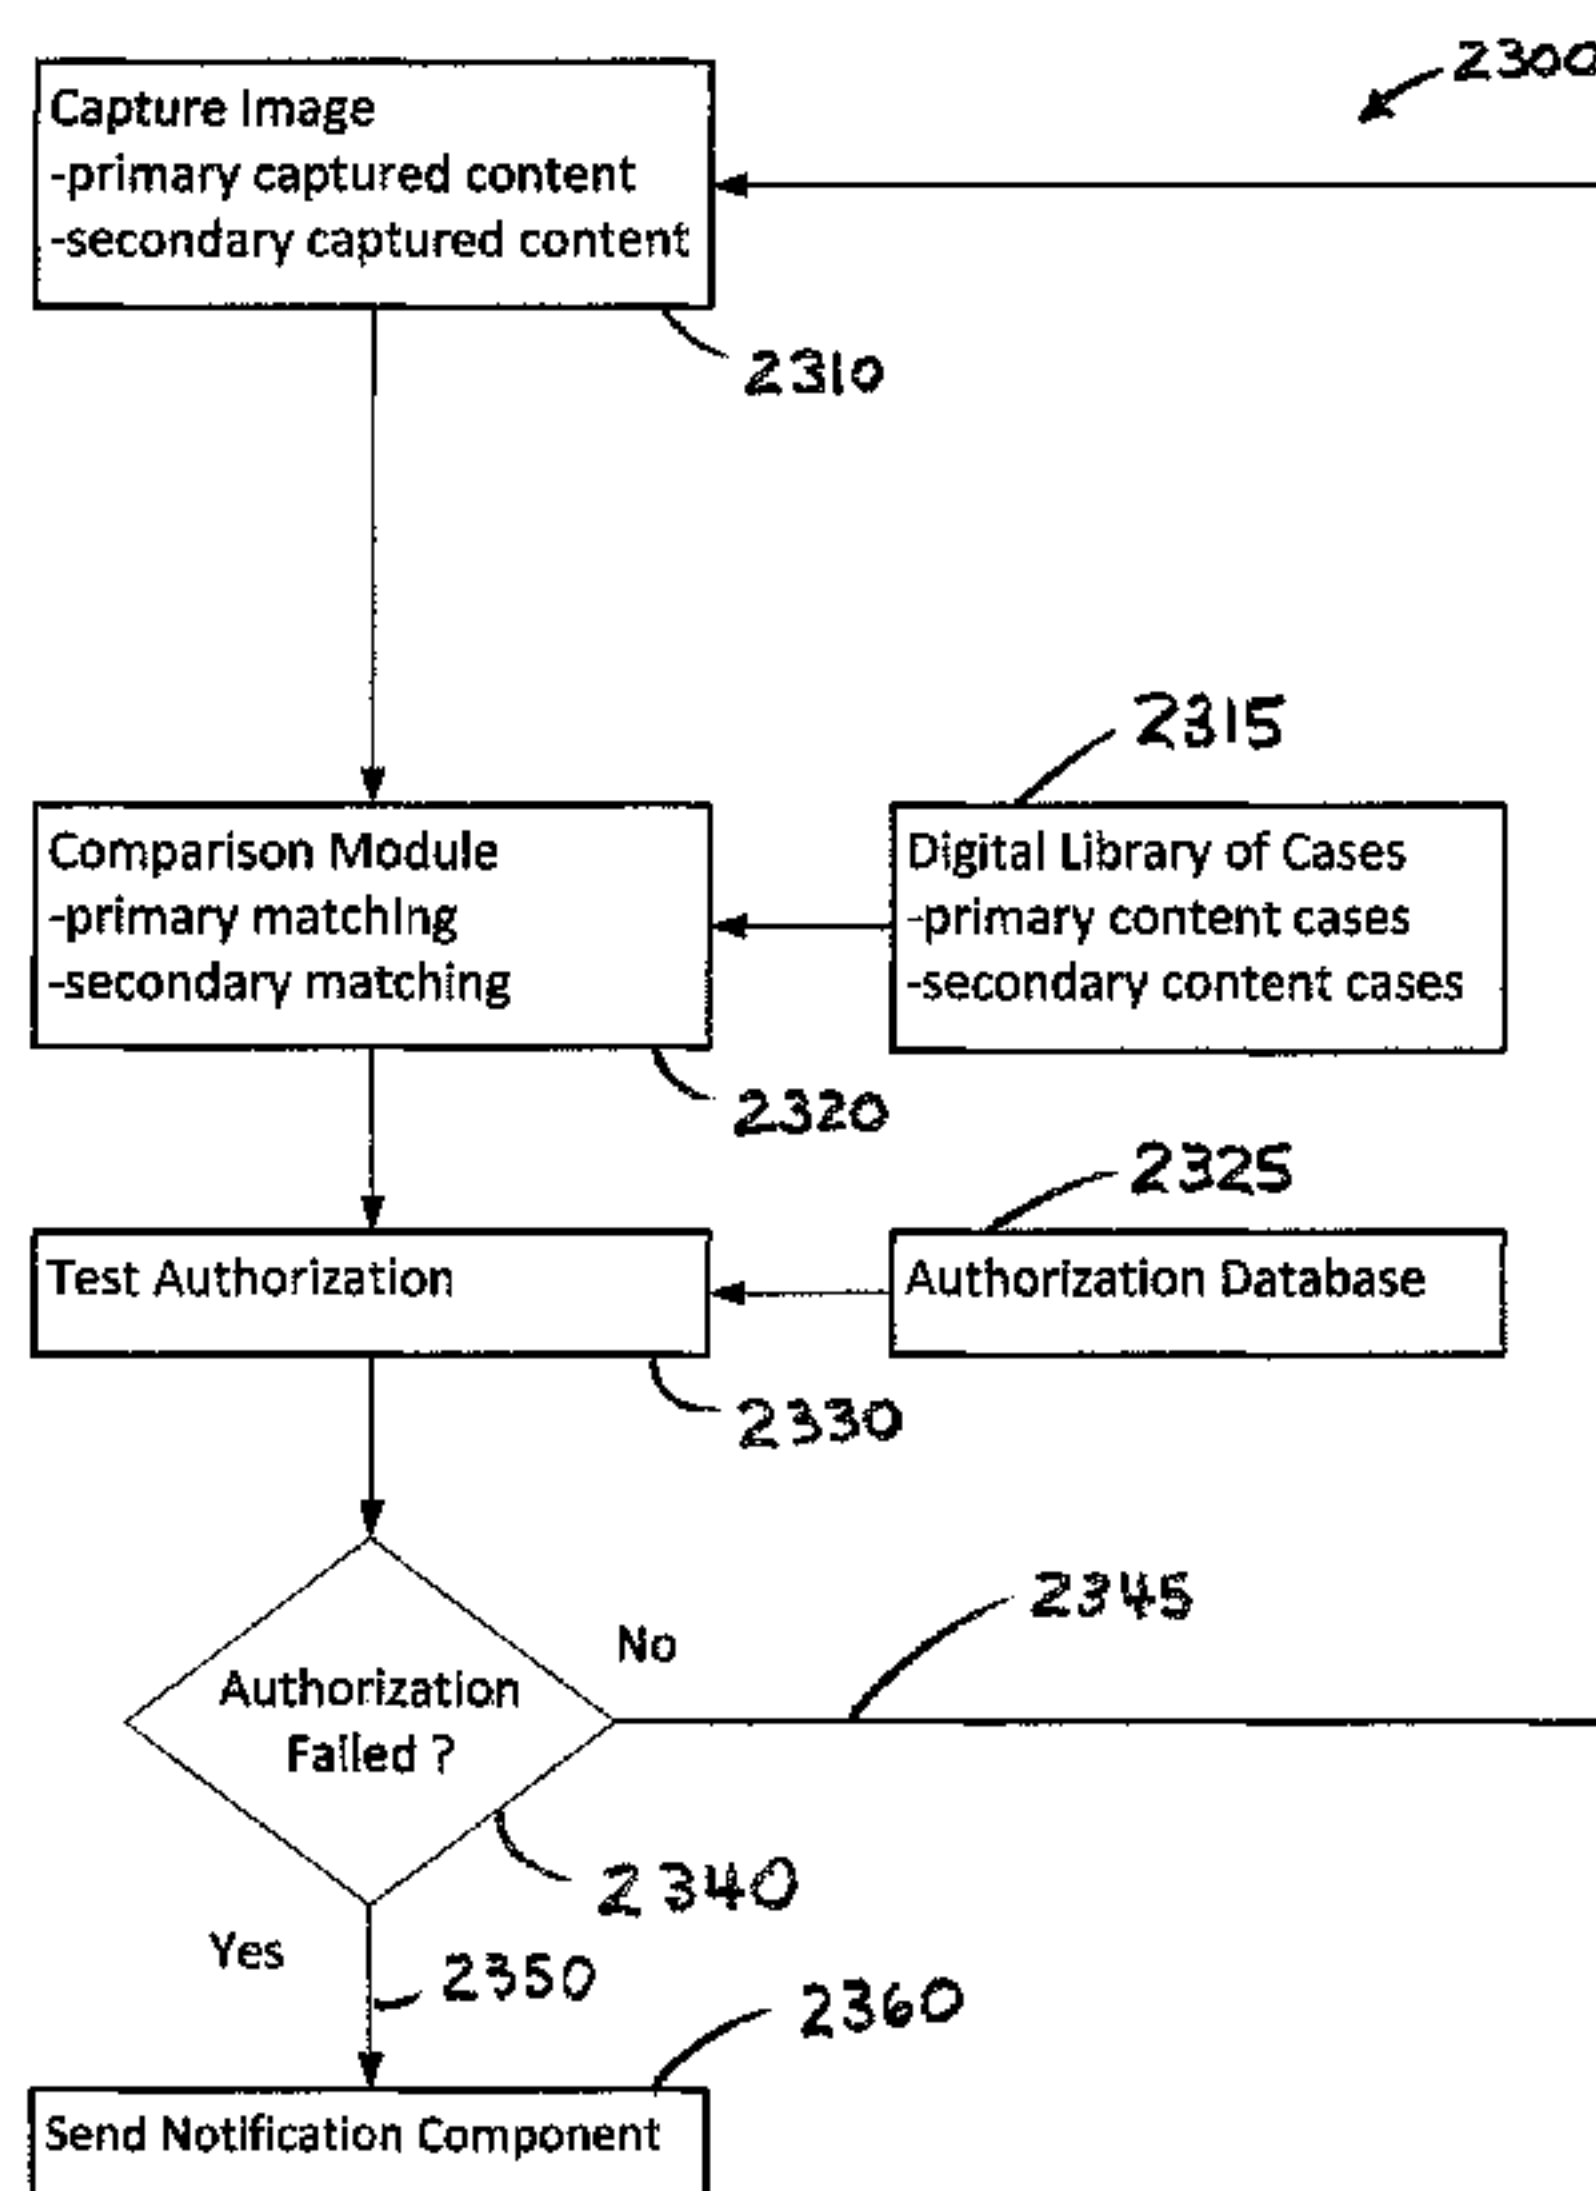 2300
Capture Image
-primary captured content
-secondary captured content
2310
2315
Comparison Module
-primary matching
-secondary matching
Digital Library of Cases
-primary content cases
-secondary content cases
2320
2325
Test Authorization
Authorization Database
2330
2345
No
Authorization
Failed ?
2340
Yes
2350
2360
Send Notification Component